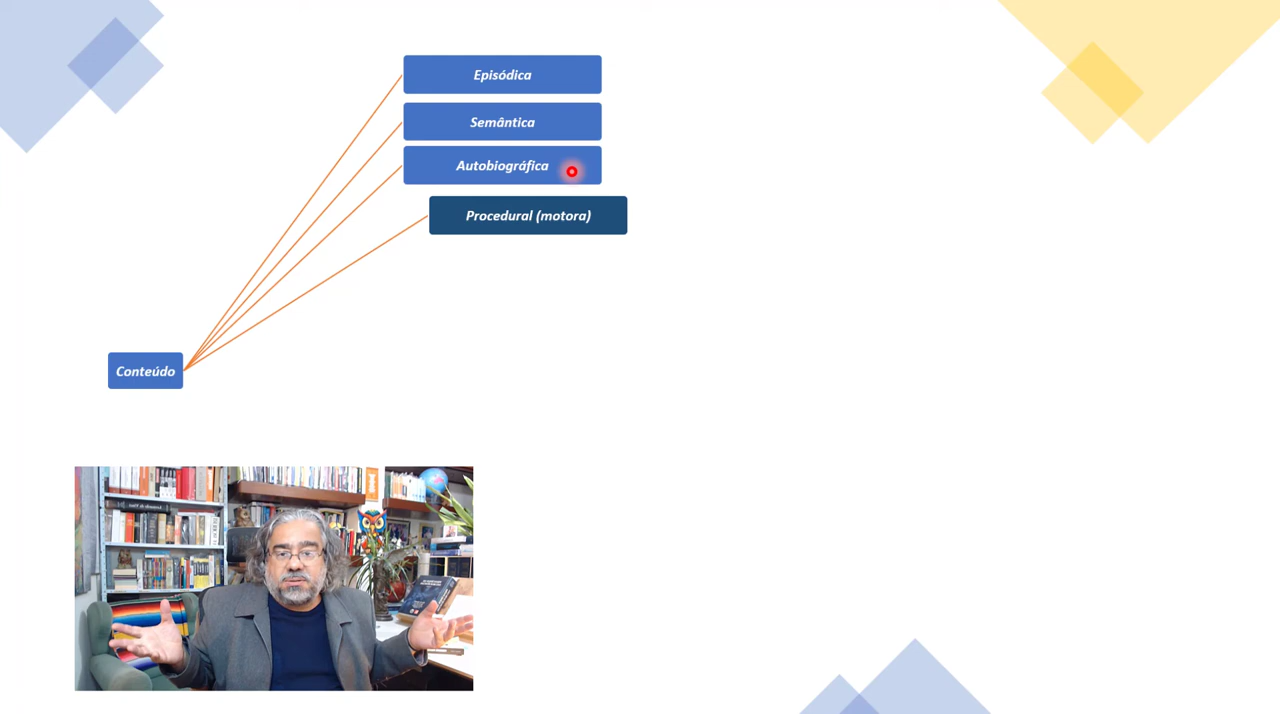 Episódica
Semântica
Autobiográfica
Procedural (motora)
Conteúdo